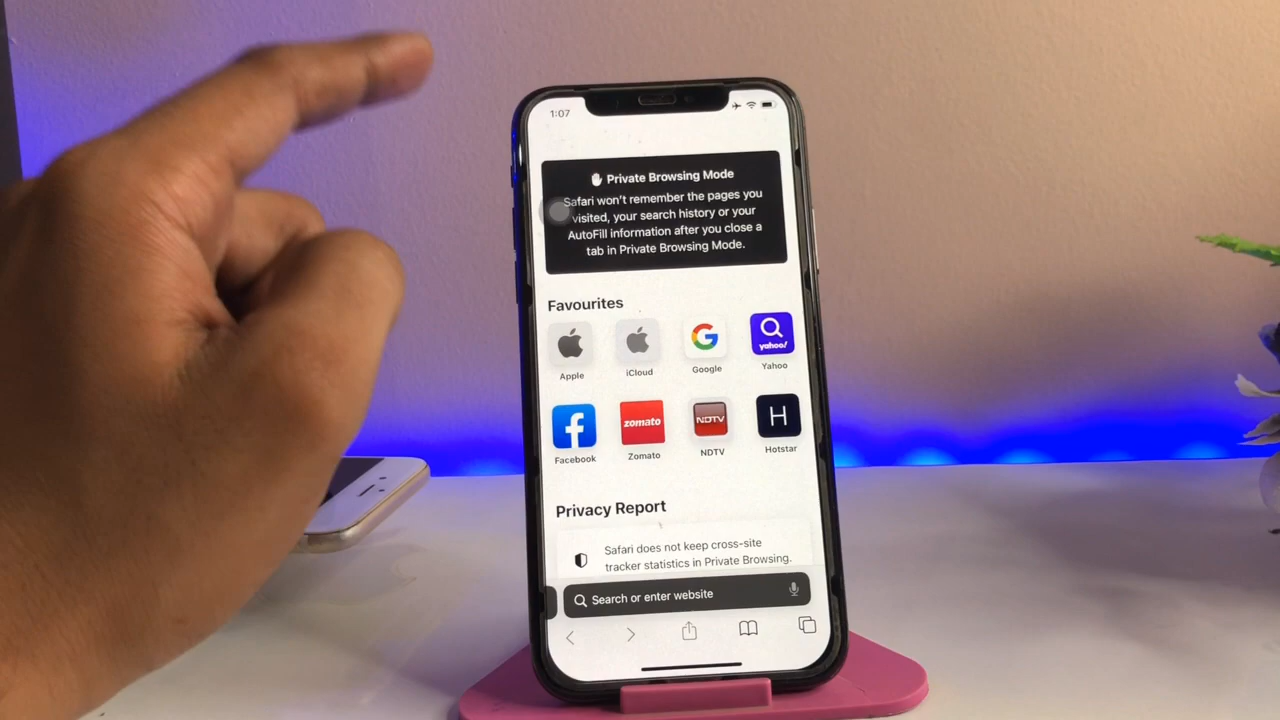 1:07
Private Browsing Mode
Safari won't remember the pages you
visited, your search history or your
AutoFill information after you close a
tab in Private Browsing Mode.
Favourites
yahoo!
Apple iCloud Google Yahoo
zomato NDTV H
Facebook Zomato NDTV Hotstar
Privacy Report
Safari does not keep cross-site
tracker statistics in Private Browsing.
Search or enter website